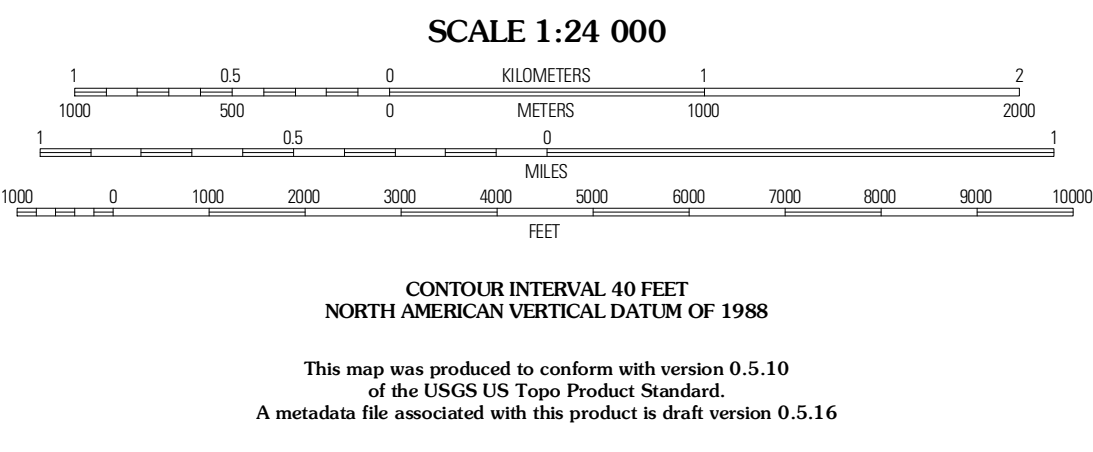 SCALE 1:24 000
1 0.5 0 KILOMETERS 1 2
1000 500 0 METERS 1000 2000
1 0.5 0 1
MILES
1000 0 1000 2000 3000 4000 5000 6000 7000 8000 9000 10000
FEET
CONTOUR INTERVAL 40 FEET
NORTH AMERICAN VERTICAL DATUM OF 1988
This map was produced to conform with version 0.5.10
of the USGS US Topo Product Standard.
A metadata file associated with this product is draft version 0.5.16